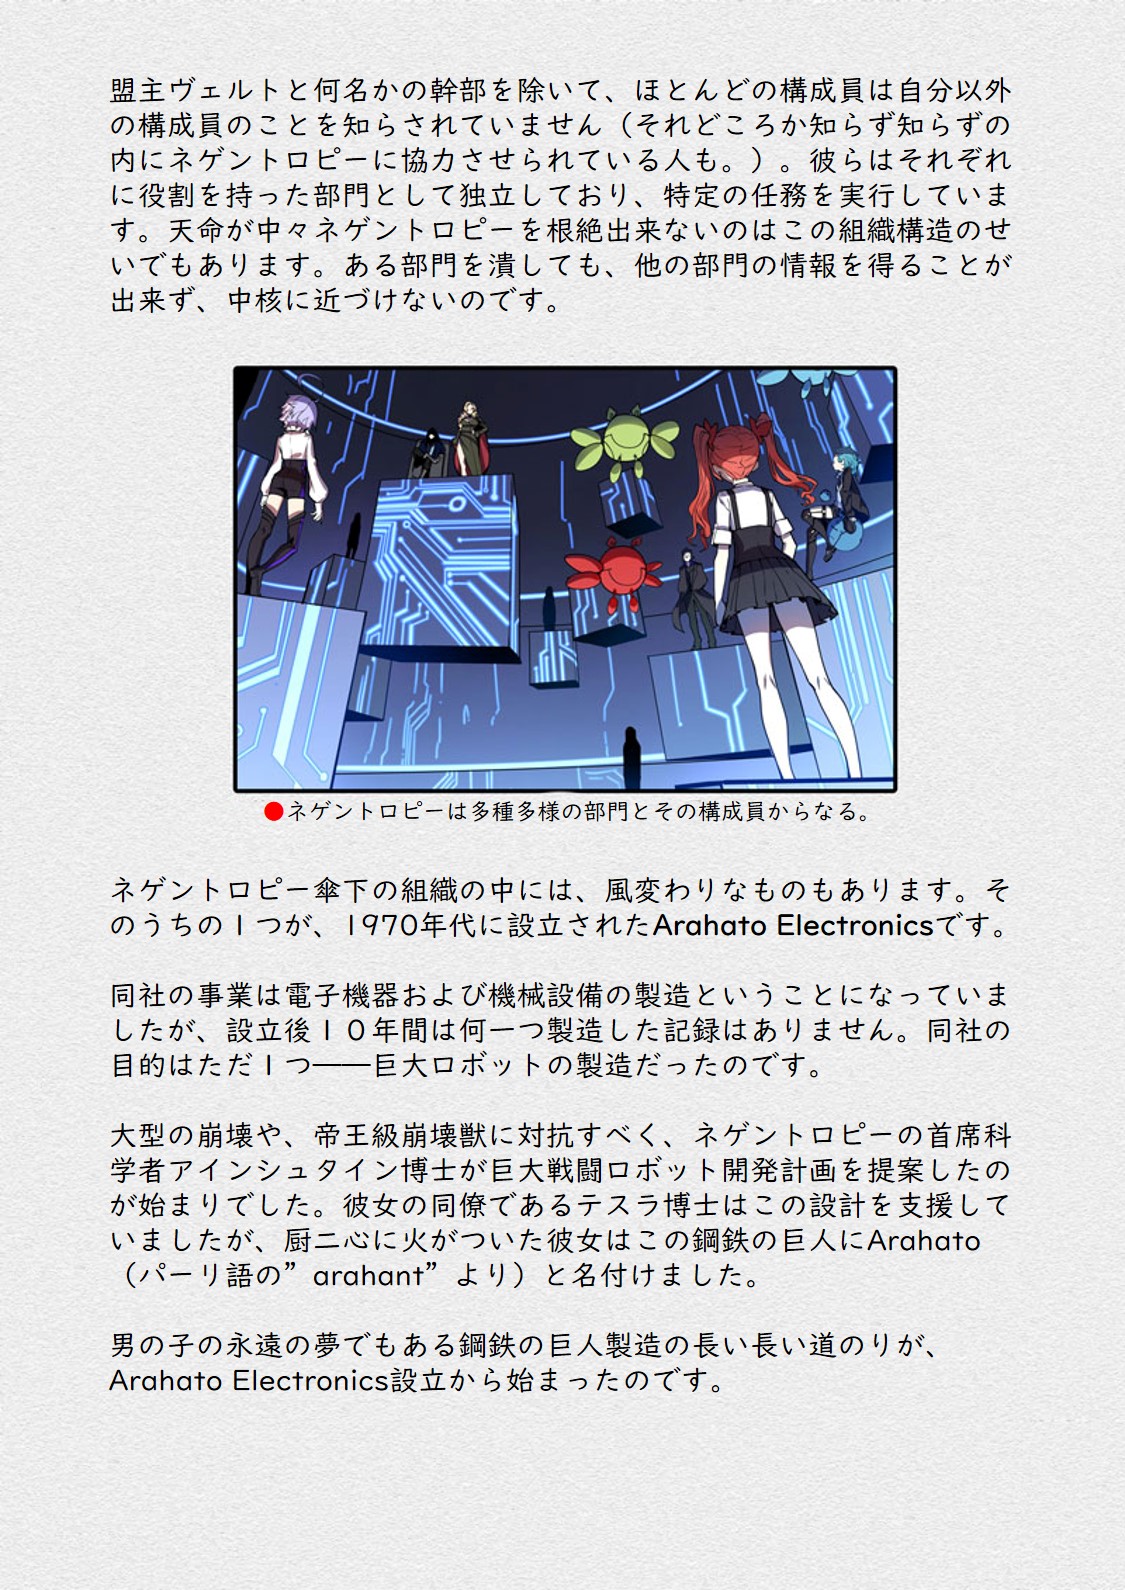 盟主ヴェルトと何名かの幹部を除いて、ほとんどの構成員は自分以外
の構成員のことを知らされていません（それどころか知らず知らずの
内にネゲントロピーに協力させられている人も。）。彼らはそれぞれ
に役割を持った部門として独立しており、特定の任務を実行していま
す。天命が中々ネゲントロピーを根絶出来ないのはこの組織構造のせ
いでもあります。ある部門を潰しても、他の部門の情報を得ることが
出来ず、中核に近づけないのです。
●ネゲントロピーは多種多様の部門とその構成員からなる。
ネゲントロピー傘下の組織の中には、風変わりなものもあります。そ
のうちの１つが、1970年代に設立されたArahato Electronicsです。
同社の事業は電子機器および機械設備の製造ということになっていま
したが、設立後１０年間は何一つ製造した記録はありません。同社の
目的はただ１つ――巨大ロボットの製造だったのです。
大型の崩壊や、帝王級崩壊獣に対抗すべく、ネゲントロピーの首席科
学者アインシュタイン博士が巨大戦闘ロボット開発計画を提案したの
が始まりでした。彼女の同僚であるテスラ博士はこの設計を支援して
いましたが、厨二心に火がついた彼女はこの鋼鉄の巨人にArahato
（パーリ語の”arahant”より）と名付けました。
男の子の永遠の夢でもある鋼鉄の巨人製造の長い長い道のりが、
Arahato Electronics設立から始まったのです。